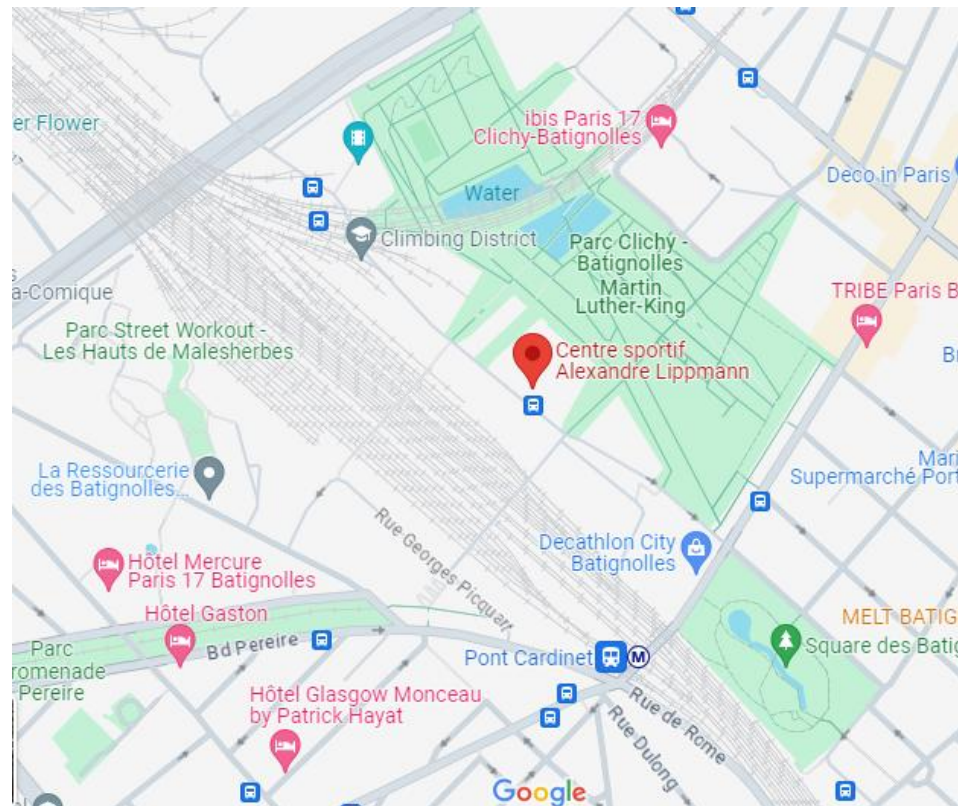 er Flower
ibis Paris 17
Clichy-Batignolles
Deco in Paris
Water
Climbing District
Parc Clichy -
Batignolles
Martin
Luther-King
a-Comique
TRIBE Paris B
Parc Street Workout -
Les Hauts de Malesherbes
Centre sportif
Alexandre Lippmann
La Ressourcerie
des Batignolles...
Mari
Supermarché Port
Rue Georges Picquart
Decathlon City
Batignolles
Hôtel Mercure
Paris 17 Batignolles
Hôtel Gaston
Bd Pereire
MELT BATIG
Square des Batig
Parc
romenade
Pereire
Pont Cardinet
M
Hôtel Glasgow Monceau
by Patrick Hayat
Rue de Rome
Rue Dulong
Google